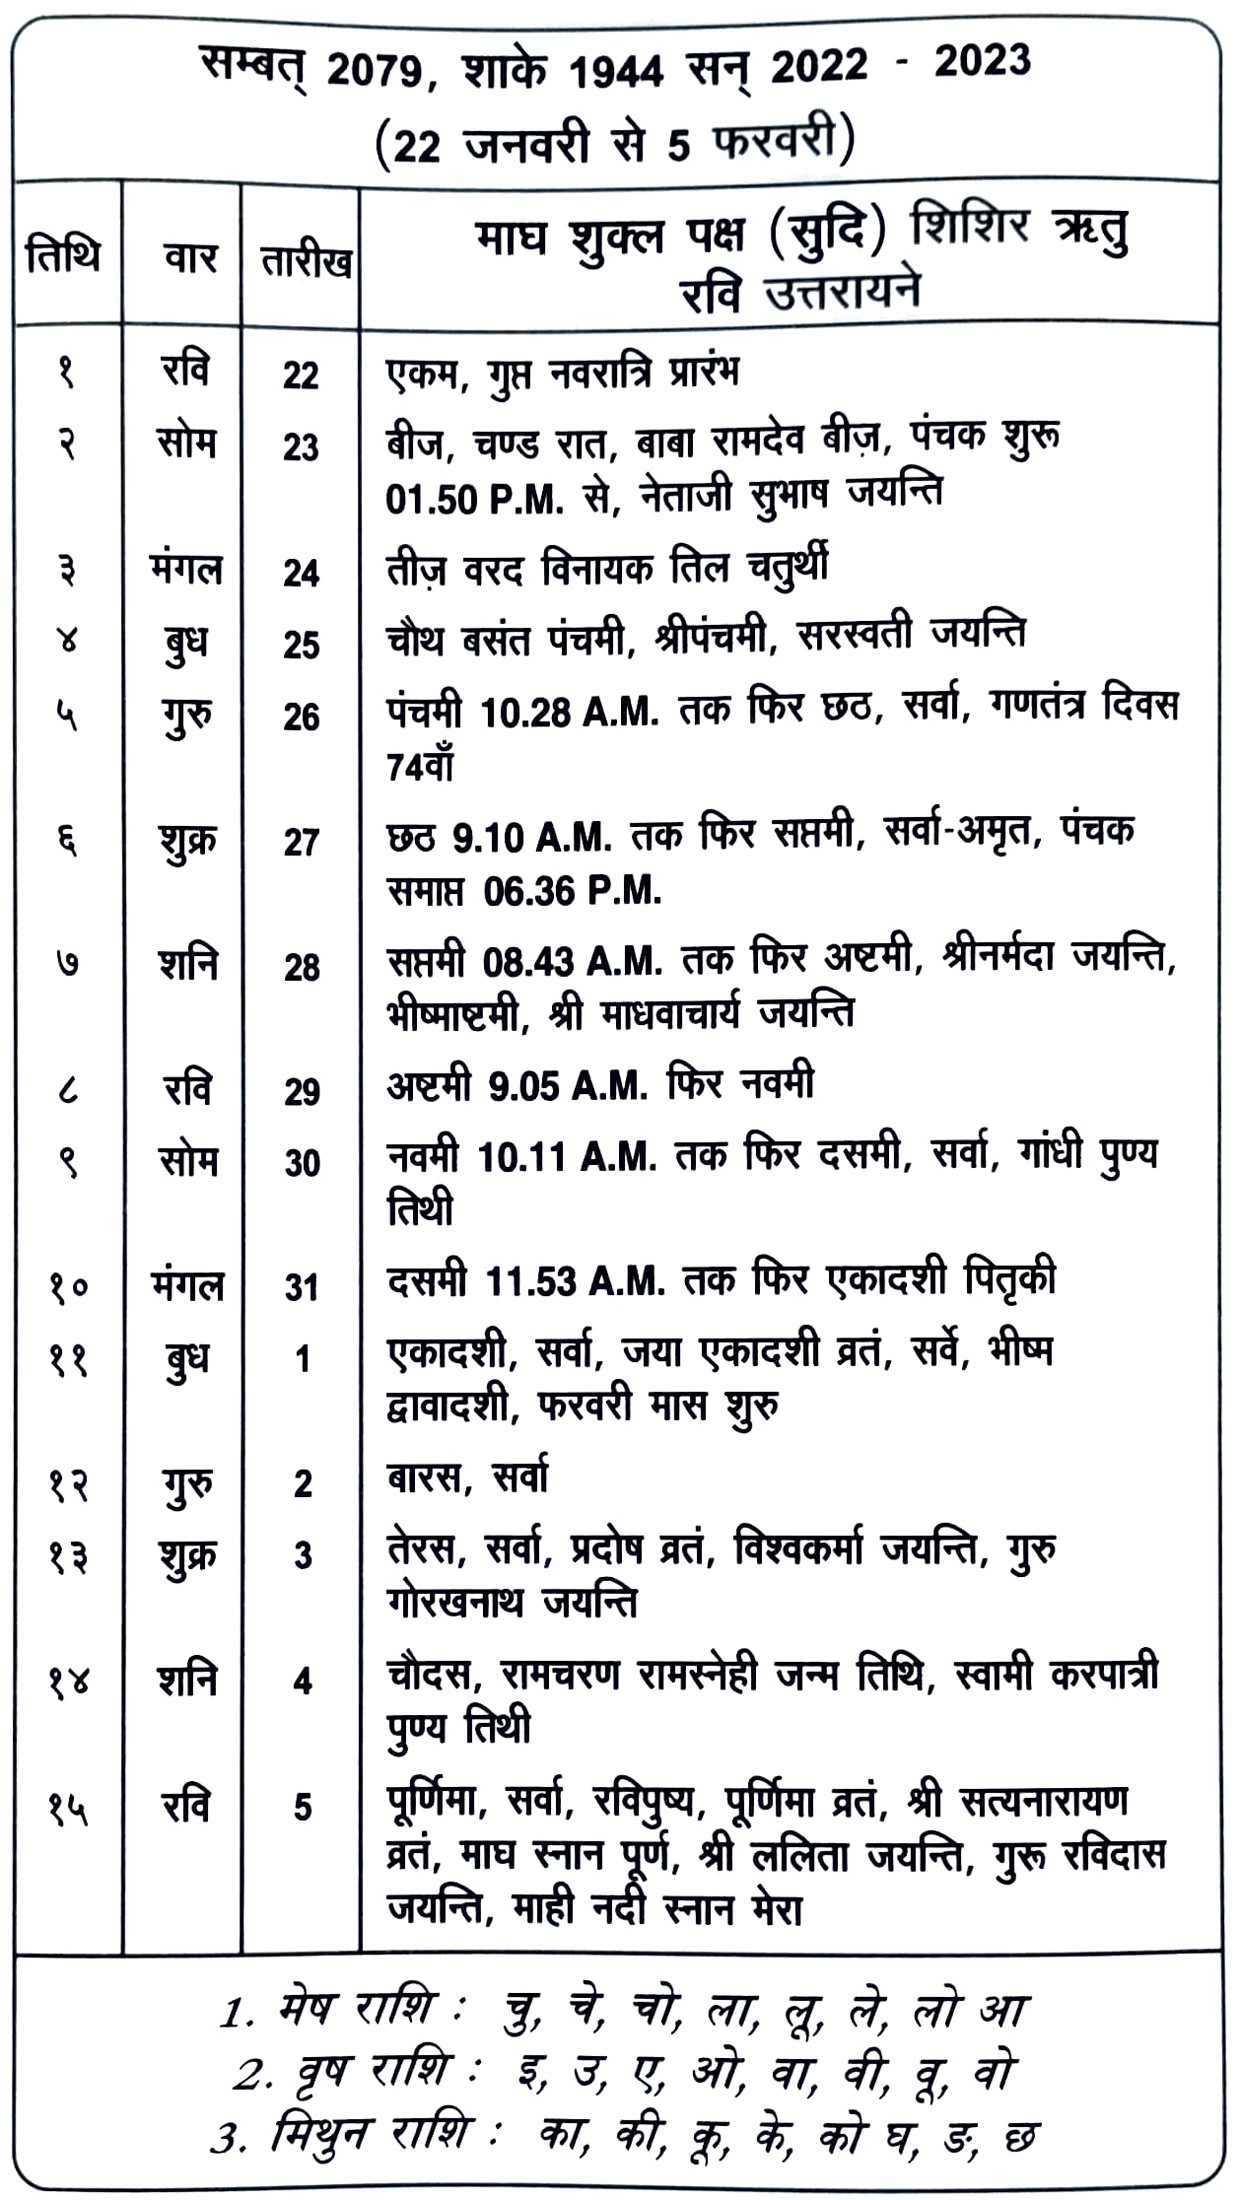 सम्बत् 2079, शाके 1944 सन् 2022 - 2023
(22 जनवरी से 5 फरवरी)
तिथि वार तारीख माघ शुक्ल पक्ष (सुदि) शिशिर ऋतु
रवि उत्तरायने
१ रवि 22 एकम, गुप्त नवरात्रि प्रारंभ
२ सोम 23 बीज, चण्ड रात, बाबा रामदेव बीज़, पंचक शुरू
01.50 P.M. से, नेताजी सुभाष जयन्ति
३ मंगल 24 तीज़ वरद विनायक तिल चतुर्थी
४ बुध 25 चौथ बसंत पंचमी, श्रीपंचमी, सरस्वती जयन्ति
५ गुरु 26 पंचमी 10.28 A.M. तक फिर छठ, सर्वा, गणतंत्र दिवस
74वाँ
६ शुक्र 27 छठ 9.10 A.M. तक फिर सप्तमी, सर्वा-अमृत, पंचक
समाप्त 06.36 P.M.
७ शनि 28 सप्तमी 08.43 A.M. तक फिर अष्टमी, श्रीनर्मदा जयन्ति,
भीष्माष्टमी, श्री माधवाचार्य जयन्ति
८ रवि 29 अष्टमी 9.05 A.M. फिर नवमी
९ सोम 30 नवमी 10.11 A.M. तक फिर दसमी, सर्वा, गांधी पुण्य
तिथी
१० मंगल 31 दसमी 11.53 A.M. तक फिर एकादशी पितृकी
११ बुध 1 एकादशी, सर्वा, जया एकादशी व्रतं, सर्वे, भीष्म
द्वावादशी, फरवरी मास शुरु
१२ गुरु 2 बारस, सर्वा
१३ शुक्र 3 तेरस, सर्वा, प्रदोष व्रतं, विश्वकर्मा जयन्ति, गुरु
गोरखनाथ जयन्ति
१४ शनि 4 चौदस, रामचरण रामस्नेही जन्म तिथि, स्वामी करपात्री
पुण्य तिथी
१५ रवि 5 पूर्णिमा, सर्वा, रविपुष्य, पूर्णिमा व्रतं, श्री सत्यनारायण
व्रतं, माघ स्नान पूर्ण, श्री ललिता जयन्ति, गुरू रविदास
जयन्ति, माही नदी स्नान मेरा
1. मेष राशि : चु, चे, चो, ला, लू, ले, लो आ
2. वृष राशि : इ, उ, ए, ओ, वा, वी, वू, वो
3. मिथुन राशि : का, की, कू, के, को घ, ङ, छ